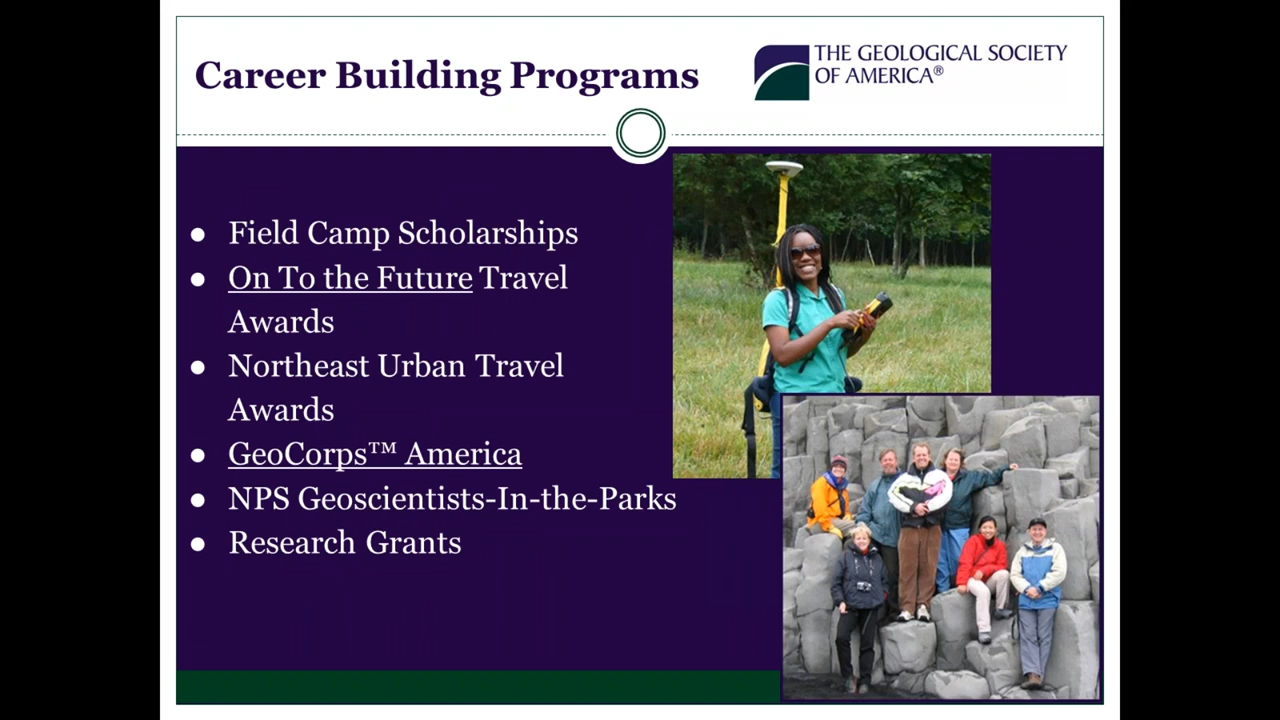 Career Building Programs
THE GEOLOGICAL SOCIETY
OF AMERICA®
● Field Camp Scholarships
● On To the Future Travel
Awards
● Northeast Urban Travel
Awards
● GeoCorps™ America
● NPS Geoscientists-In-the-Parks
● Research Grants